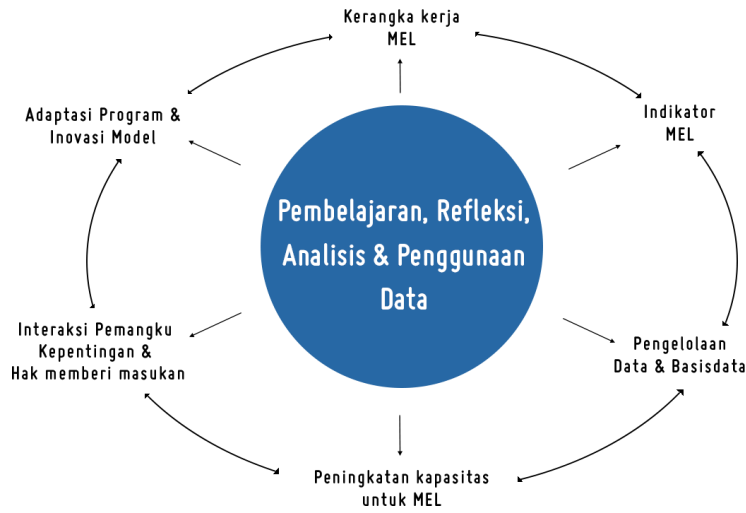 Kerangka kerja
MEL
Adaptasi Program &
Inovasi Model
Indikator
MEL
Pembelajaran, Refleksi,
Analisis & Penggunaan
Data
Interaksi Pemangku
Kepentingan &
Hak memberi masukan
Pengelolaan
Data & Basisdata
Peningkatan kapasitas
untuk MEL